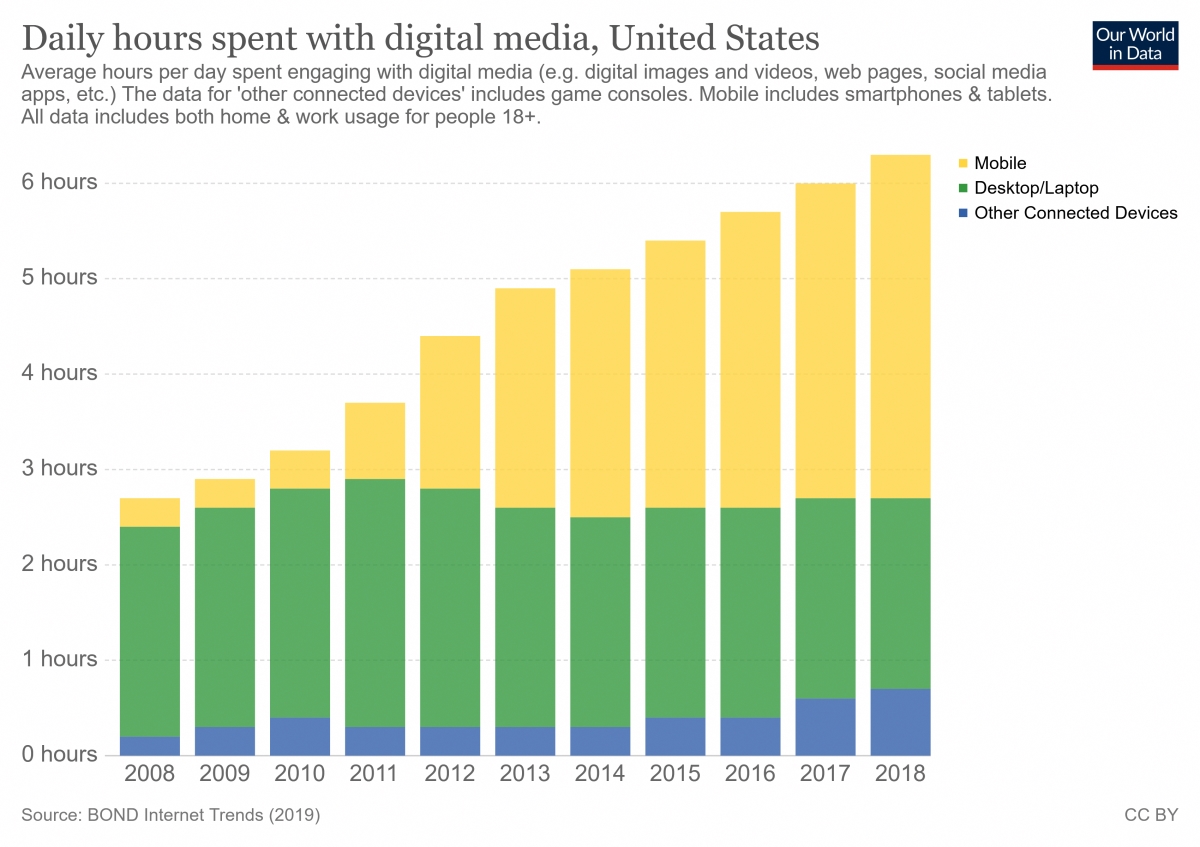 Daily hours spent with digital media, United States
Our World
in Data
Average hours per day spent engaging with digital media (e.g. digital images and videos, web pages, social media
apps, etc.) The data for 'other connected devices' includes game consoles. Mobile includes smartphones & tablets.
All data includes both home & work usage for people 18+.
Mobile
Desktop/Laptop
Other Connected Devices
6 hours
5 hours
4 hours
3 hours
2 hours
1 hours
0 hours
2008 2009 2010 2011 2012 2013 2014 2015 2016 2017 2018
Source: BOND Internet Trends (2019)
CC BY